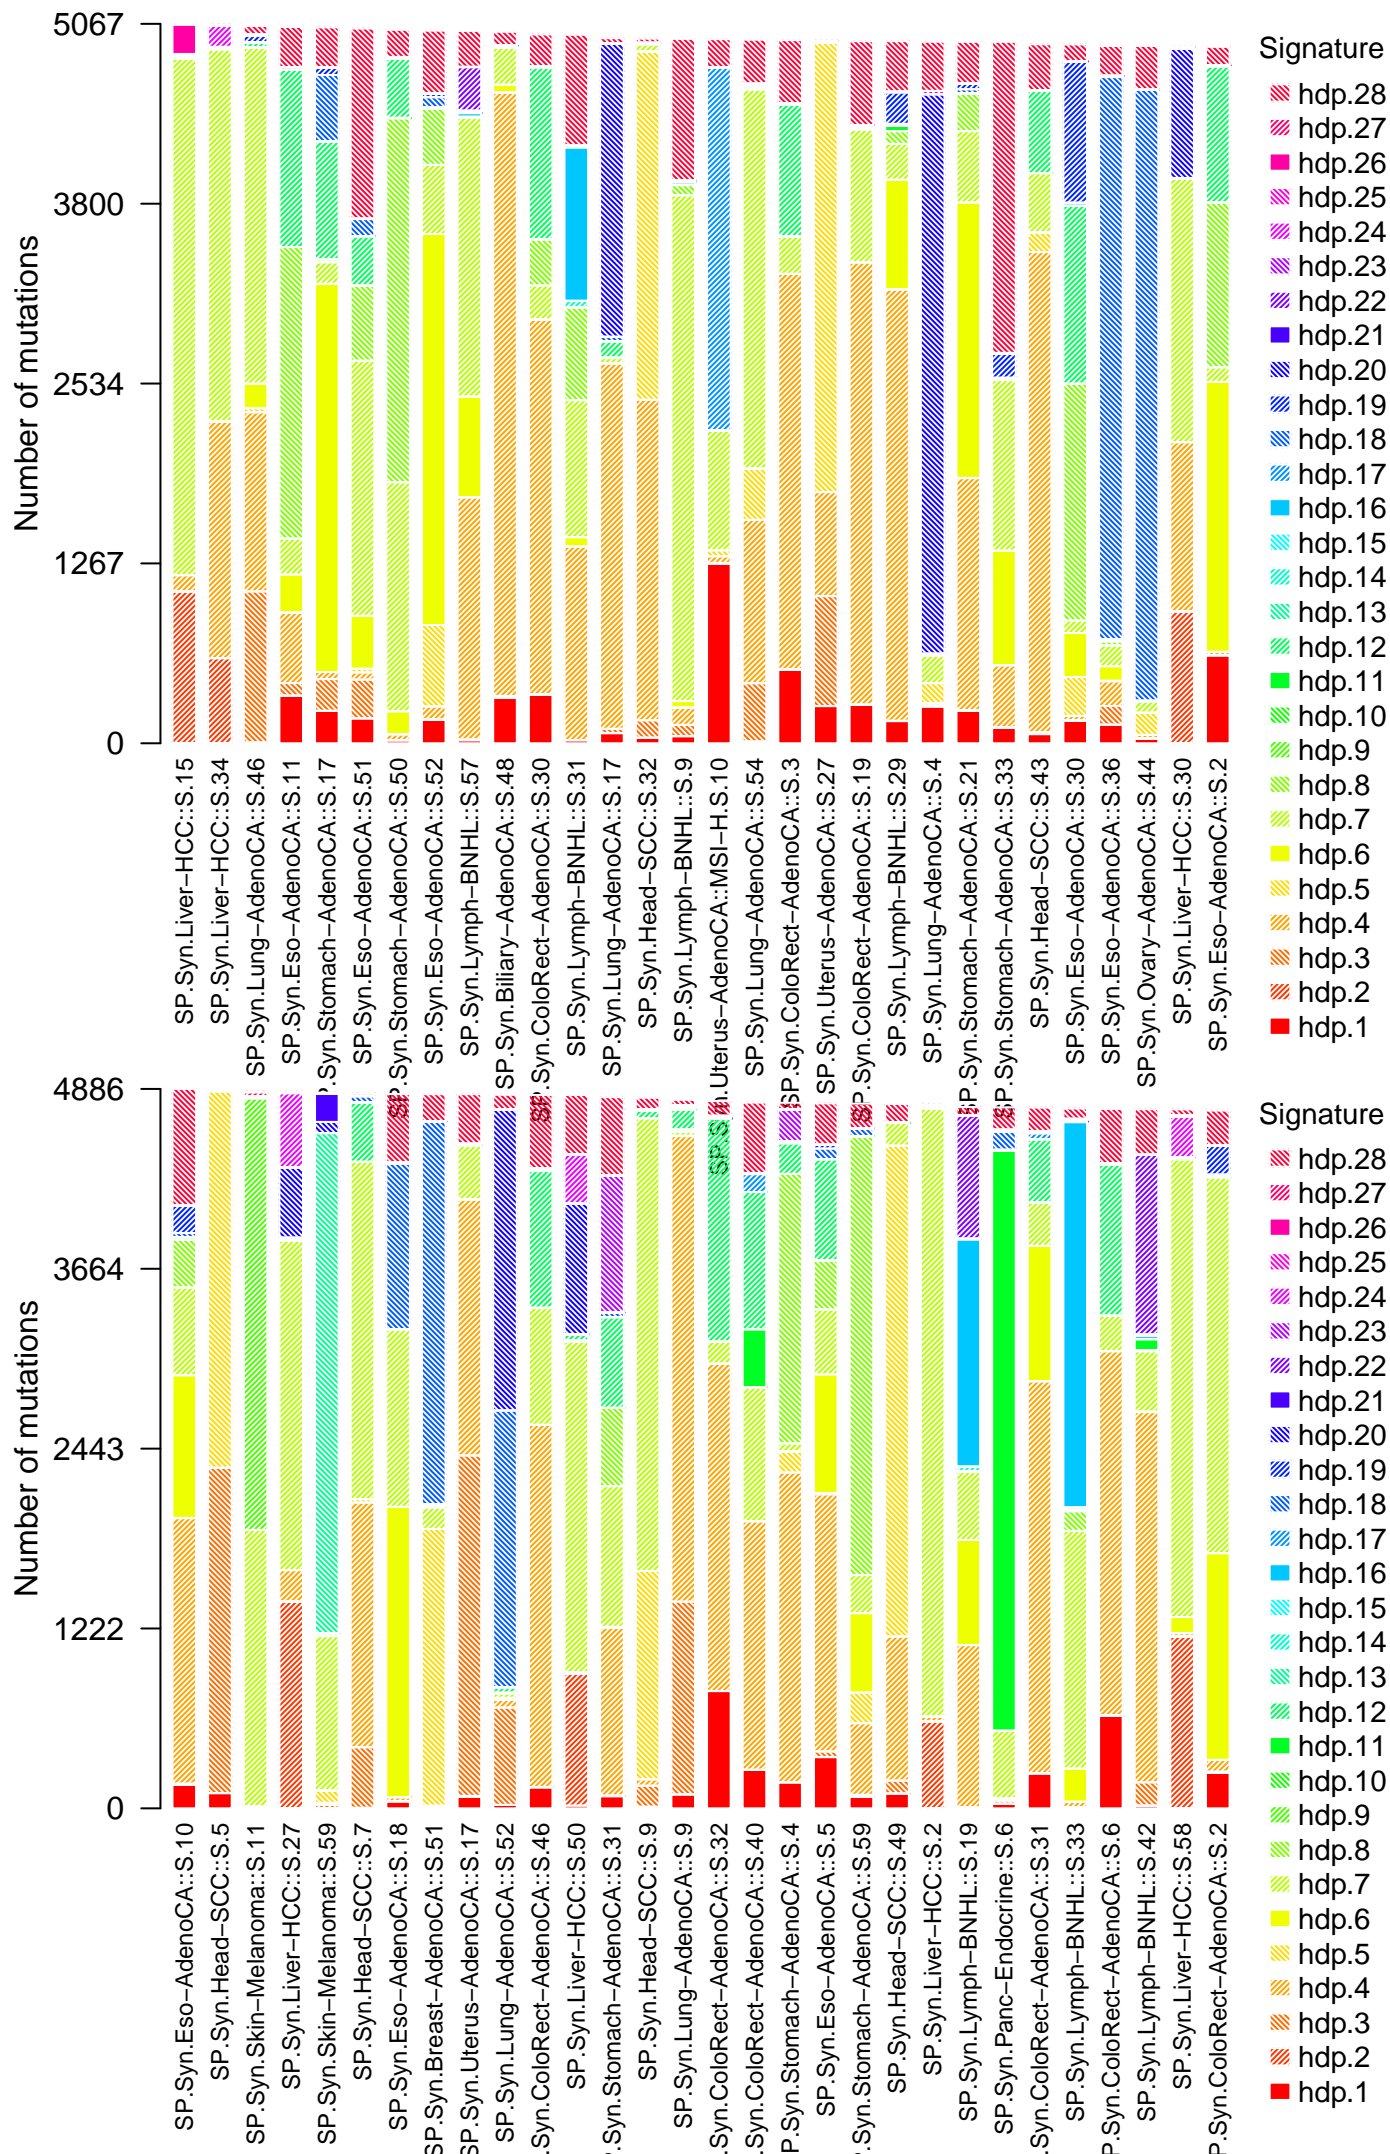 Number of mutations
5067
3800
2534
1267
0
SP.Syn.Liver−HCC::S.15
SP.Syn.Liver−HCC::S.34
SP.Syn.Lung−AdenoCA::S.46
SP.Syn.Eso−AdenoCA::S.11
SP.Syn.Stomach−AdenoCA::S.17
SP.Syn.Eso−AdenoCA::S.51
SP.Syn.Stomach−AdenoCA::S.50
SP.Syn.Eso−AdenoCA::S.52
SP.Syn.Lymph−BNHL::S.57
SP.Syn.Biliary−AdenoCA::S.48
SP.Syn.ColoRect−AdenoCA::S.30
SP.Syn.Lymph−BNHL::S.31
SP.Syn.Lung−AdenoCA::S.17
SP.Syn.Head−SCC::S.32
SP.Syn.Lymph−BNHL::S.9
SP.Syn.Uterus−AdenoCA::MSI−H.S.10
SP.Syn.Lung−AdenoCA::S.54
SP.Syn.ColoRect−AdenoCA::S.3
SP.Syn.Uterus−AdenoCA::S.27
SP.Syn.ColoRect−AdenoCA::S.19
SP.Syn.Lymph−BNHL::S.29
SP.Syn.Lung−AdenoCA::S.4
SP.Syn.Stomach−AdenoCA::S.21
SP.Syn.Stomach−AdenoCA::S.33
SP.Syn.Head−SCC::S.43
SP.Syn.Eso−AdenoCA::S.30
SP.Syn.Eso−AdenoCA::S.36
SP.Syn.Ovary−AdenoCA::S.44
SP.Syn.Liver−HCC::S.30
SP.Syn.Eso−AdenoCA::S.2
Signature
hdp.28
hdp.27
hdp.26
hdp.25
hdp.24
hdp.23
hdp.22
hdp.21
hdp.20
hdp.19
hdp.18
hdp.17
hdp.16
hdp.15
hdp.14
hdp.13
hdp.12
hdp.11
hdp.10
hdp.9
hdp.8
hdp.7
hdp.6
hdp.5
hdp.4
hdp.3
hdp.2
hdp.1
Number of mutations
4886
3664
2443
1222
0
SP.Syn.Eso−AdenoCA::S.10
SP.Syn.Head−SCC::S.5
SP.Syn.Skin−Melanoma::S.11
SP.Syn.Liver−HCC::S.27
SP.Syn.Skin−Melanoma::S.59
SP.Syn.Head−SCC::S.7
SP.Syn.Eso−AdenoCA::S.18
SP.Syn.Breast−AdenoCA::S.51
SP.Syn.Uterus−AdenoCA::S.17
SP.Syn.Lung−AdenoCA::S.52
.Syn.ColoRect−AdenoCA::S.46
SP.Syn.Liver−HCC::S.50
P.Syn.Stomach−AdenoCA::S.31
SP.Syn.Head−SCC::S.9
SP.Syn.Lung−AdenoCA::S.9
.Syn.ColoRect−AdenoCA::S.32
.Syn.ColoRect−AdenoCA::S.40
P.Syn.Stomach−AdenoCA::S.4
SP.Syn.Eso−AdenoCA::S.5
P.Syn.Stomach−AdenoCA::S.59
SP.Syn.Head−SCC::S.49
SP.Syn.Liver−HCC::S.2
SP.Syn.Lymph−BNHL::S.19
SP.Syn.Panc−Endocrine::S.6
.Syn.ColoRect−AdenoCA::S.31
SP.Syn.Lymph−BNHL::S.33
P.Syn.ColoRect−AdenoCA::S.6
SP.Syn.Lymph−BNHL::S.42
SP.Syn.Liver−HCC::S.58
P.Syn.ColoRect−AdenoCA::S.2
Signature
hdp.28
hdp.27
hdp.26
hdp.25
hdp.24
hdp.23
hdp.22
hdp.21
hdp.20
hdp.19
hdp.18
hdp.17
hdp.16
hdp.15
hdp.14
hdp.13
hdp.12
hdp.11
hdp.10
hdp.9
hdp.8
hdp.7
hdp.6
hdp.5
hdp.4
hdp.3
hdp.2
hdp.1